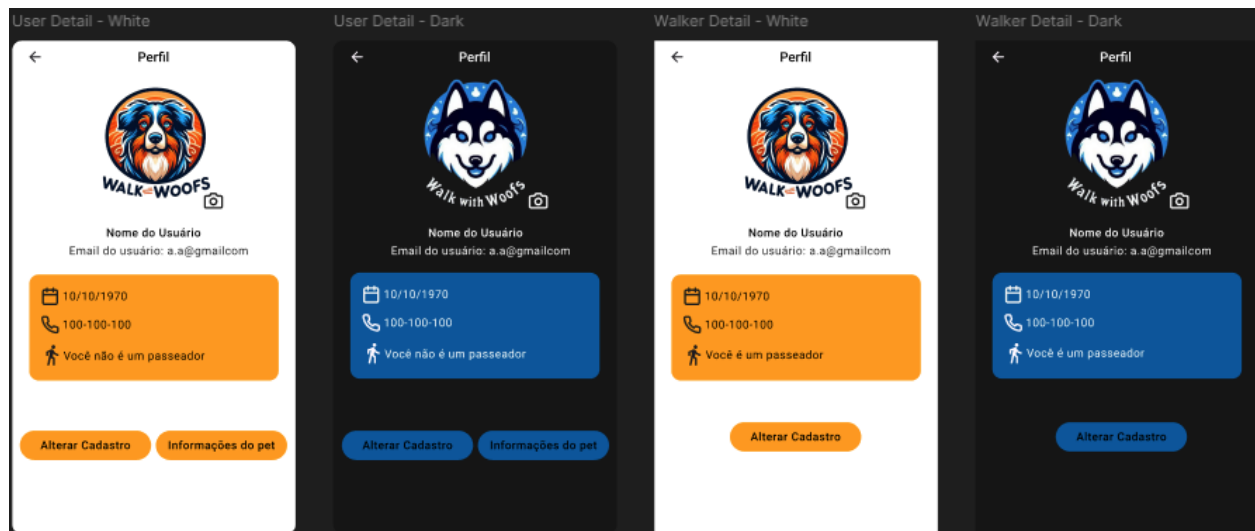 User Detail - White
Perfil
WALK WOOFS
Nome do Usuário
Email do usuário: a.a@gmailcom
10/10/1970
100-100-100
Você não é um passeador
Alterar Cadastro
Informações do pet
User Detail - Dark
Perfil
Walk with Woofs
Nome do Usuário
Email do usuário: a.a@gmailcom
10/10/1970
100-100-100
Você não é um passeador
Alterar Cadastro
Informações do pet
Walker Detail - White
Perfil
WALK WOOFS
Nome do Usuário
Email do usuário: a.a@gmailcom
10/10/1970
100-100-100
Você é um passeador
Alterar Cadastro
Walker Detail - Dark
Perfil
Walk with Woofs
Nome do Usuário
Email do usuário: a.a@gmailcom
10/10/1970
100-100-100
Você é um passeador
Alterar Cadastro